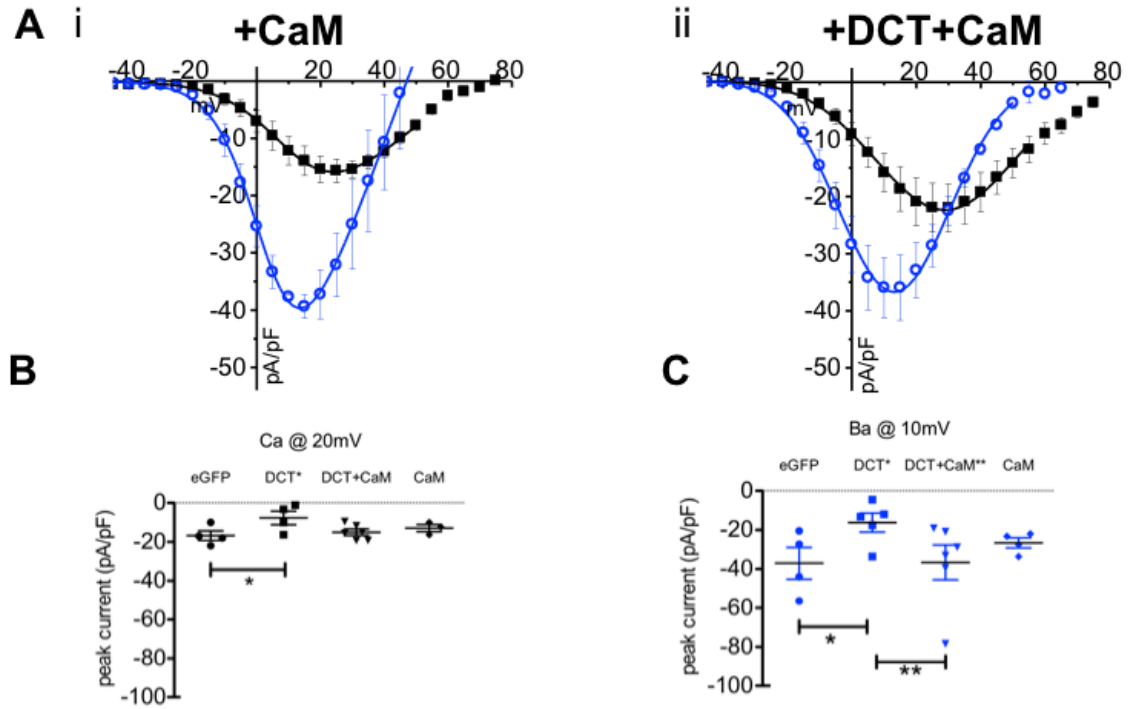 A i +CaM ii +DCT+CaM
-40 -20 20 40 60 80
mV
-10
-20
-30
-40
-50
pA/pF
-40 -20 20 40 60 80
mV
-10
-20
-30
-40
-50
pA/pF
B
Ca @ 20mV
eGFP DCT* DCT+CaM CaM
peak current (pA/pF)
0
-20
-40
-60
-80
-100
*
C
Ba @ 10mV
eGFP DCT* DCT+CaM** CaM
peak current (pA/pF)
0
-20
-40
-60
-80
-100
*
**